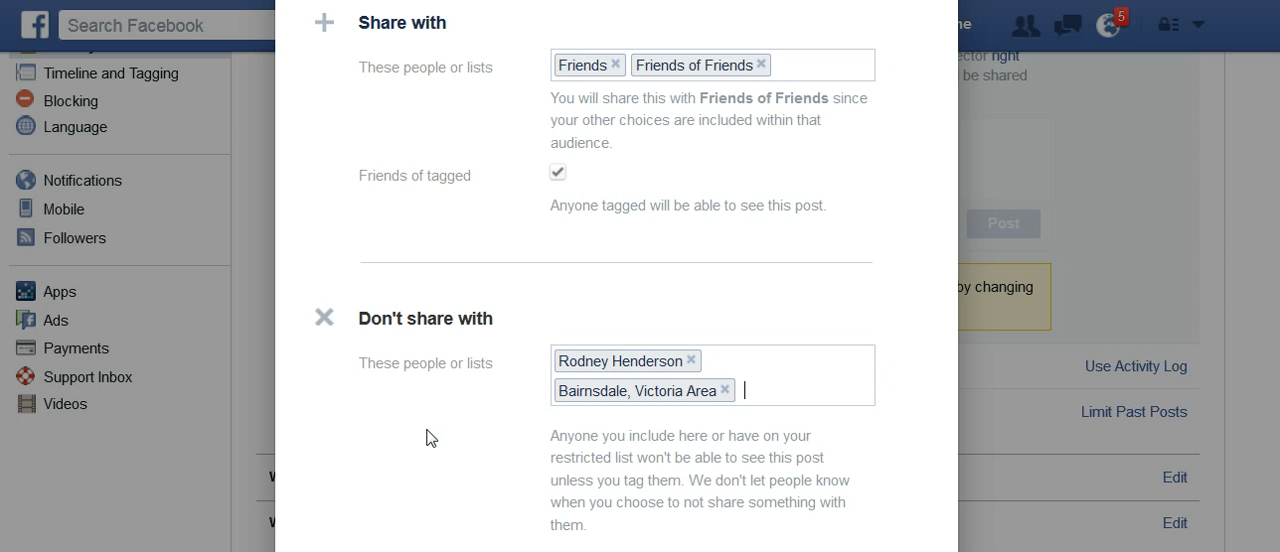 Search Facebook
me
5
Timeline and Tagging
Blocking
Language
Notifications
Mobile
Followers
Apps
Ads
Payments
Support Inbox
Videos
Share with
These people or lists
Friends Friends of Friends
You will share this with Friends of Friends since
your other choices are included within that
audience.
Friends of tagged
Anyone tagged will be able to see this post.
Don't share with
These people or lists
Rodney Henderson
Bairnsdale, Victoria Area
Anyone you include here or have on your
restricted list won't be able to see this post
unless you tag them. We don't let people know
when you choose to not share something with
them.
right
be shared
Post
by changing
Use Activity Log
Limit Past Posts
Edit
Edit